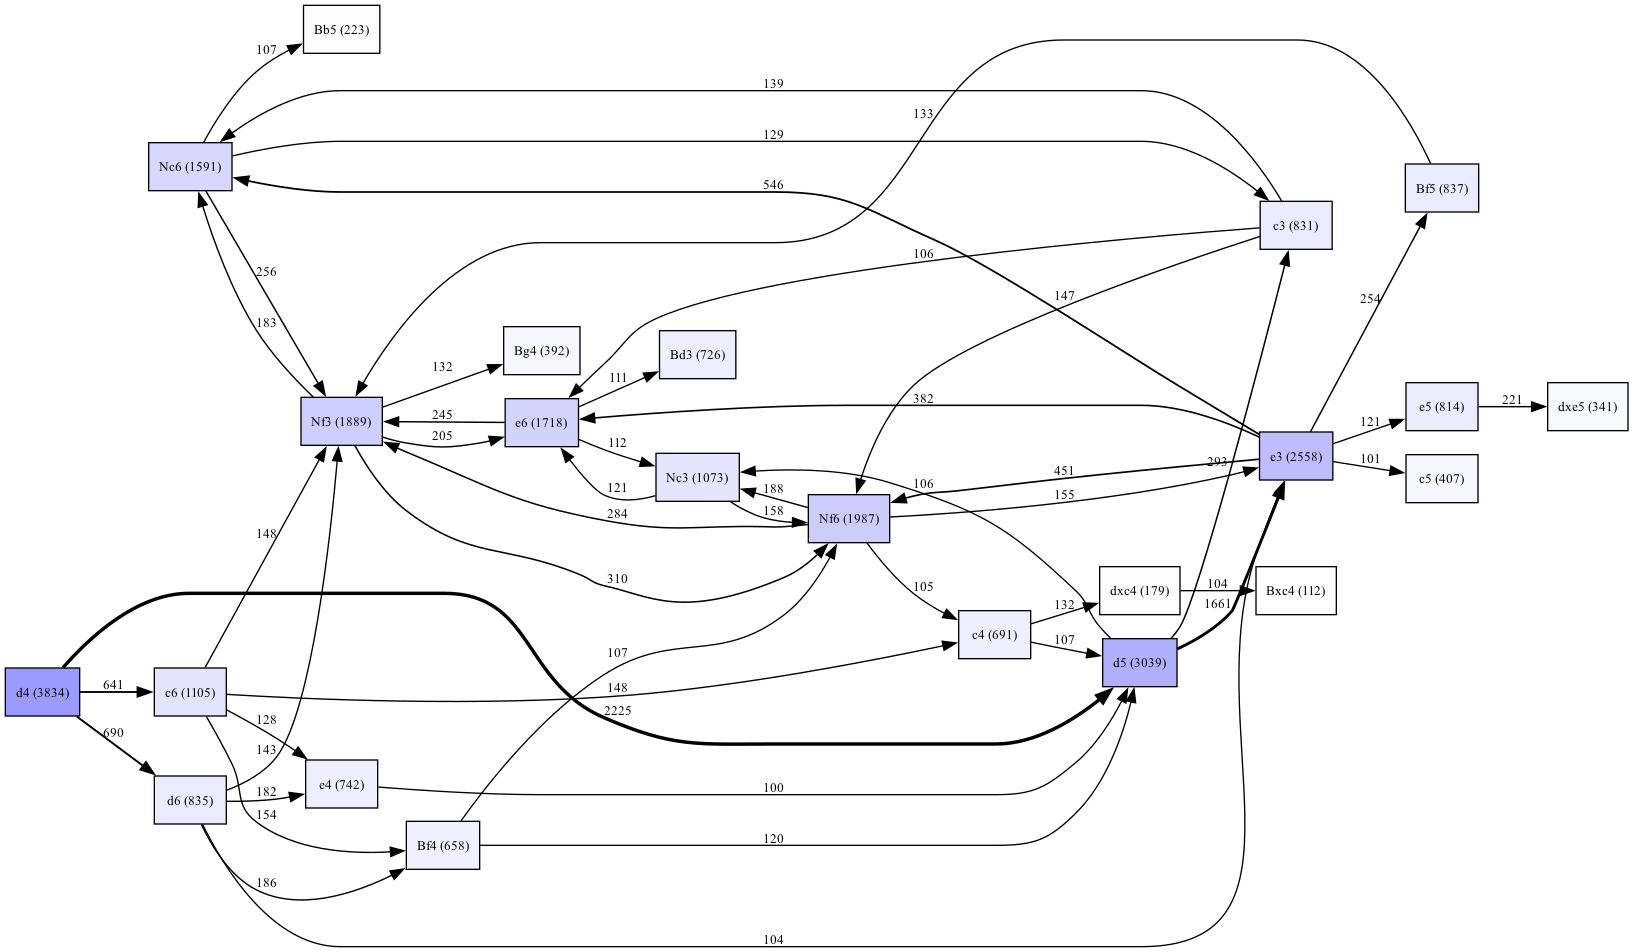 Bb5 (223)
107
139
133
129
Nc6 (1591)
546
Bf5 (837)
c3 (831)
106
256
147
254
183
Bg4 (392)
Bd3 (726)
132
111
382
Nf3 (1889)
245
205
e6 (1718)
112
e5 (814)
221
dxe5 (341)
121
e3 (2558)
293
101
c5 (407)
451
155
Nc3 (1073)
106
188
121
158
284
Nf6 (1987)
148
310
105
dxc4 (179)
104
Bxc4 (112)
132
1661
c4 (691)
107
d5 (3039)
107
d4 (3834)
641
c6 (1105)
148
2225
128
690
143
e4 (742)
182
100
d6 (835)
154
Bf4 (658)
120
186
104